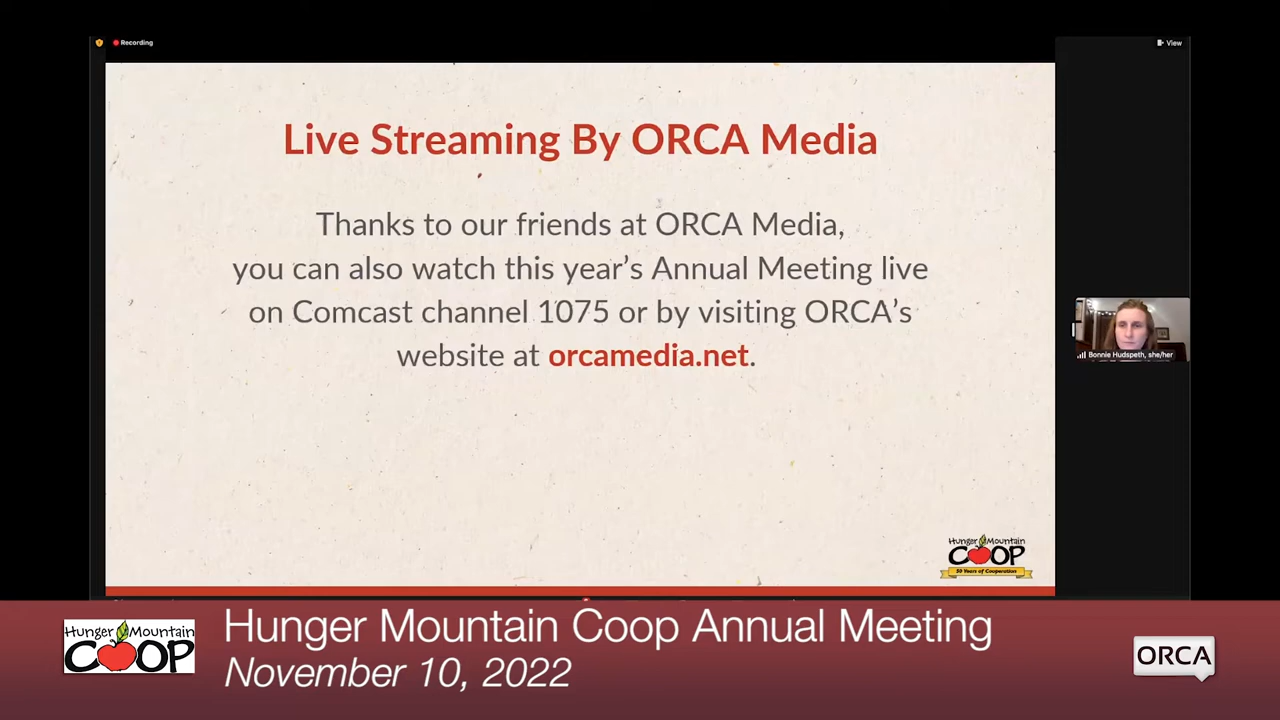 Recording
View
Live Streaming By ORCA Media
Thanks to our friends at ORCA Media,
you can also watch this year's Annual Meeting live
on Comcast channel 1075 or by visiting ORCA's
website at orcamedia.net.
Bonnie Hudspeth, she/her
Hunger Mountain
COOP
50 Years of Cooperation
Hunger Mountain
COOP
Hunger Mountain Coop Annual Meeting
November 10, 2022
ORCA